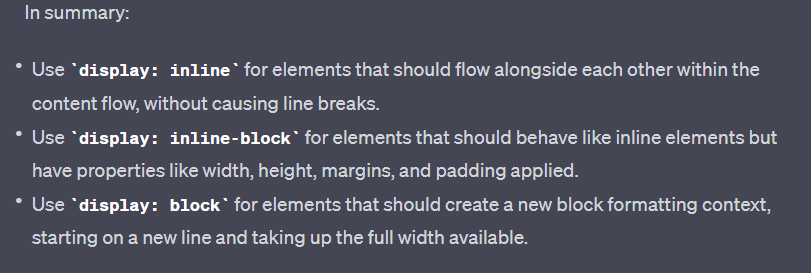 In summary:
• Use `display: inline` for elements that should flow alongside each other within the
content flow, without causing line breaks.
• Use `display: inline-block` for elements that should behave like inline elements but
have properties like width, height, margins, and padding applied.
• Use `display: block` for elements that should create a new block formatting context,
starting on a new line and taking up the full width available.